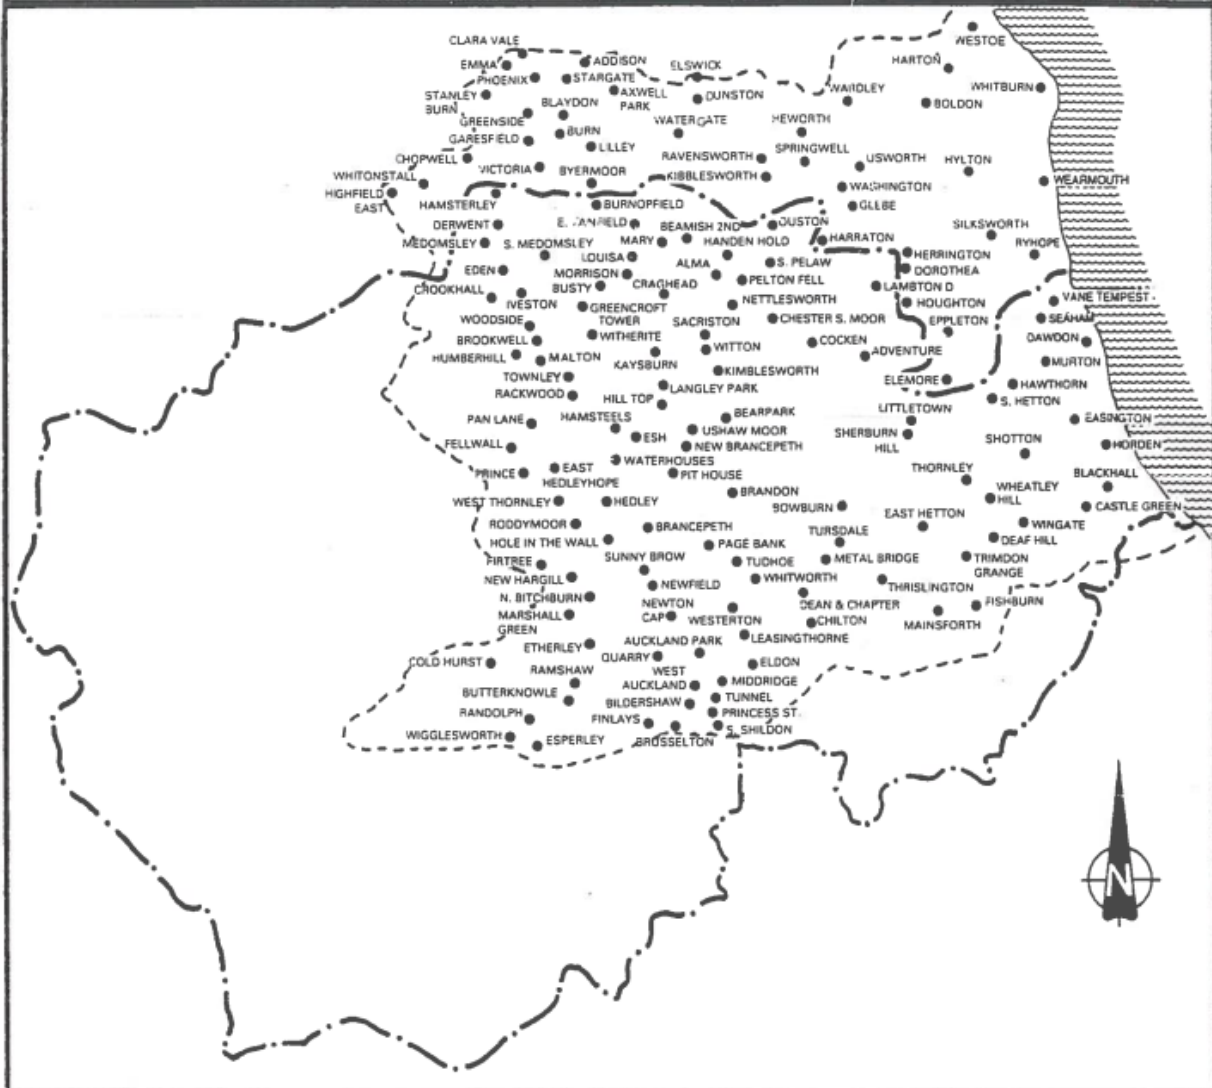 WESTOE
CLARA VALE
ADDISON
ELSWICK
HARTON
EMMA
PHOENIX
STARGATE
WHITBURN
STANLEY
BURN
AXWELL
PARK
DUNSTON
WARDLEY
BOLDON
BLAYDON
GREENSIDE
WATERGATE
HEWORTH
BURN
GARESFIELD
LILLEY
SPRINGWELL
CHOPWELL
VICTORIA
RAVENSWORTH
USWORTH
HYLTON
BYERMOOR
KIBBLESWORTH
WHITONSTALL
WASHINGTON
WEARMOUTH
HIGHFIELD
EAST
HAMSTERLEY
BURNOPFIELD
GLEBE
DERWENT
BEAMISH 2ND
OUSTON
SILKSWORTH
MEDOMSLEY
S. MEDOMSLEY
MARY
HANDEN HOLD
HARRATON
RYHOPE
LOUISA
HERRINGTON
EDEN
MORRISON
BUSTY
ALMA
S. PELAW
DOROTHEA
CROOKHALL
CRAGHEAD
PELTON FELL
LAMBTON D
IVESTON
GREENCROFT
TOWER
NETTLESWORTH
HOUGHTON
VANE TEMPEST
WOODSIDE
SACRISTON
CHESTER S. MOOR
EPPLETON
SEAHAM
BROOKWELL
WITHERITE
WITTON
COCKEN
DAWDON
HUMBERHILL
MALTON
KAYSBURN
ADVENTURE
MURTON
TOWNLEY
KIMBLESWORTH
ELEMORE
HAWTHORN
RACKWOOD
LANGLEY PARK
S. HETTON
HILL TOP
LITTLETOWN
PAN LANE
HAMSTEELS
BEARPARK
EASINGTON
ESH
USHAW MOOR
SHERBURN
HILL
SHOTTON
FELLWALL
NEW BRANCEPETH
HORDEN
WATERHOUSES
PRINCE
EAST
HEDLEYHOPE
PIT HOUSE
THORNLEY
BLACKHALL
WEST THORNLEY
HEDLEY
BRANDON
BOWBURN
WHEATLEY
HILL
CASTLE GREEN
EAST HETTON
RODDYMOOR
BRANCEPETH
WINGATE
HOLE IN THE WALL
PAGE BANK
TURSDALE
DEAF HILL
FIRTREE
SUNNY BROW
TUDHOE
METAL BRIDGE
TRIMDON
GRANGE
NEW HARGILL
NEWFIELD
WHITWORTH
THRISLINGTON
N. BITCHBURN
DEAN & CHAPTER
FISHBURN
MARSHALL
GREEN
NEWTON
CAP
WESTERTON
CHILTON
MAINSFORTH
ETHERLEY
AUCKLAND PARK
LEASINGTHORNE
COLD HURST
QUARRY
ELDON
RAMSHAW
WEST
AUCKLAND
MIDDRIDGE
BUTTERKNOWLE
BILDERSHAW
TUNNEL
RANDOLPH
FINLAYS
PRINCESS ST.
WIGGLESWORTH
ESPERLEY
BRUSSELTON
S. SHILDON
N